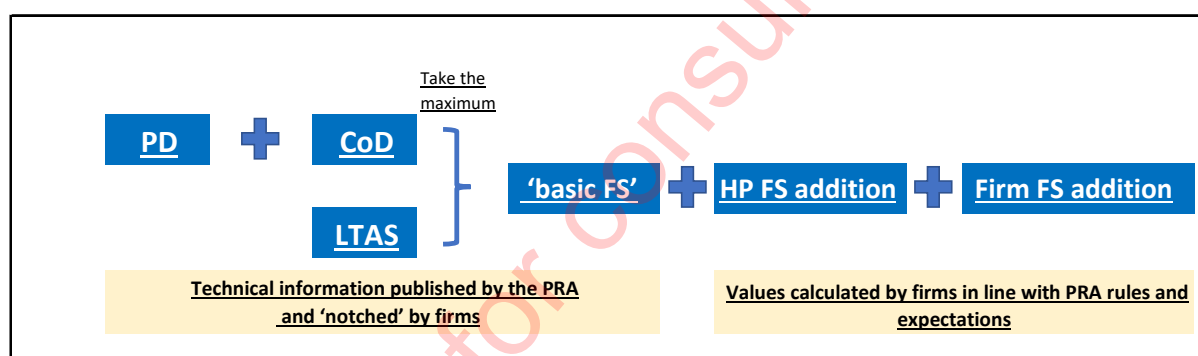 Take the
maximum
PD
CoD
LTAS
'basic FS'
HP FS addition
Firm FS addition
Technical information published by the PRA
and 'notched' by firms
Values calculated by firms in line with PRA rules and
expectations
for consul